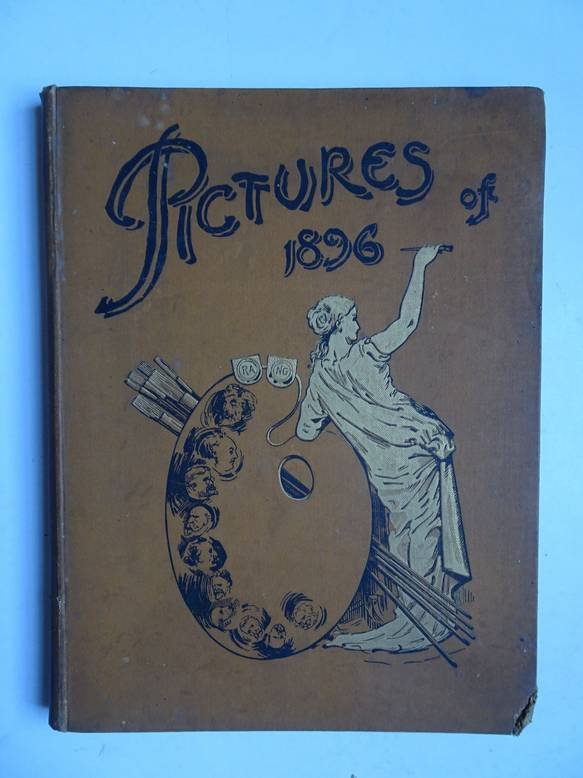 PICTURES of
1896
RA NG